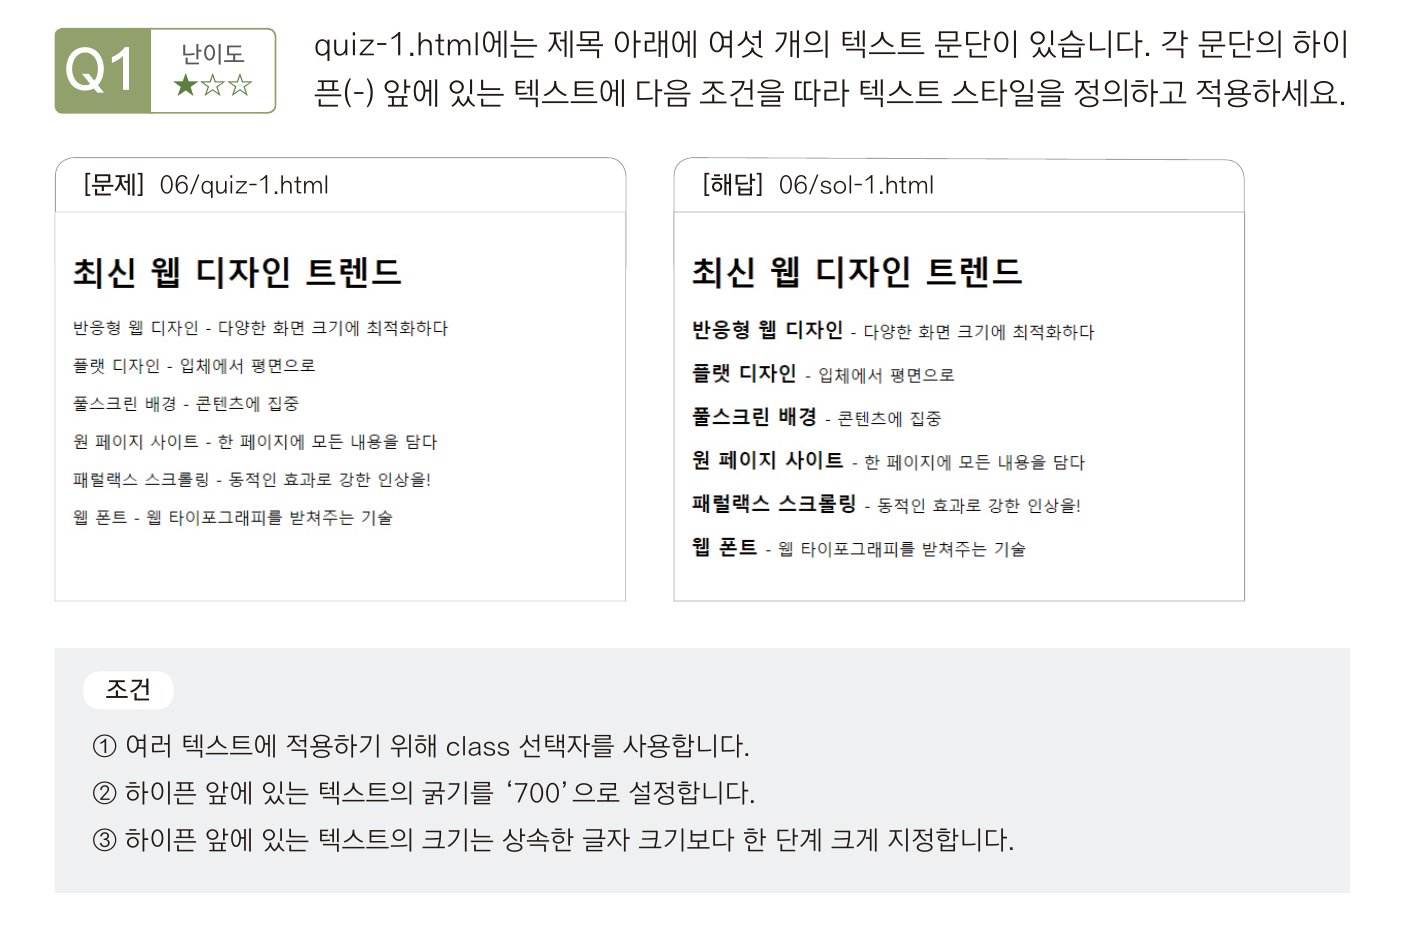 Q1 난이도
★☆☆
quiz-1.html에는 제목 아래에 여섯 개의 텍스트 문단이 있습니다. 각 문단의 하이
픈(-) 앞에 있는 텍스트에 다음 조건을 따라 텍스트 스타일을 정의하고 적용하세요.
[문제] 06/quiz-1.html
최신 웹 디자인 트렌드
반응형 웹 디자인 - 다양한 화면 크기에 최적화하다
플랫 디자인 - 입체에서 평면으로
풀스크린 배경 - 콘텐츠에 집중
원 페이지 사이트 - 한 페이지에 모든 내용을 담다
패럴랙스 스크롤링 - 동적인 효과로 강한 인상을!
웹 폰트 - 웹 타이포그래피를 받쳐주는 기술
[해답] 06/sol-1.html
최신 웹 디자인 트렌드
반응형 웹 디자인 - 다양한 화면 크기에 최적화하다
플랫 디자인 - 입체에서 평면으로
풀스크린 배경 - 콘텐츠에 집중
원 페이지 사이트 - 한 페이지에 모든 내용을 담다
패럴랙스 스크롤링 - 동적인 효과로 강한 인상을!
웹 폰트 - 웹 타이포그래피를 받쳐주는 기술
조건
① 여러 텍스트에 적용하기 위해 class 선택자를 사용합니다.
② 하이픈 앞에 있는 텍스트의 굵기를 ‘700’으로 설정합니다.
③ 하이픈 앞에 있는 텍스트의 크기는 상속한 글자 크기보다 한 단계 크게 지정합니다.